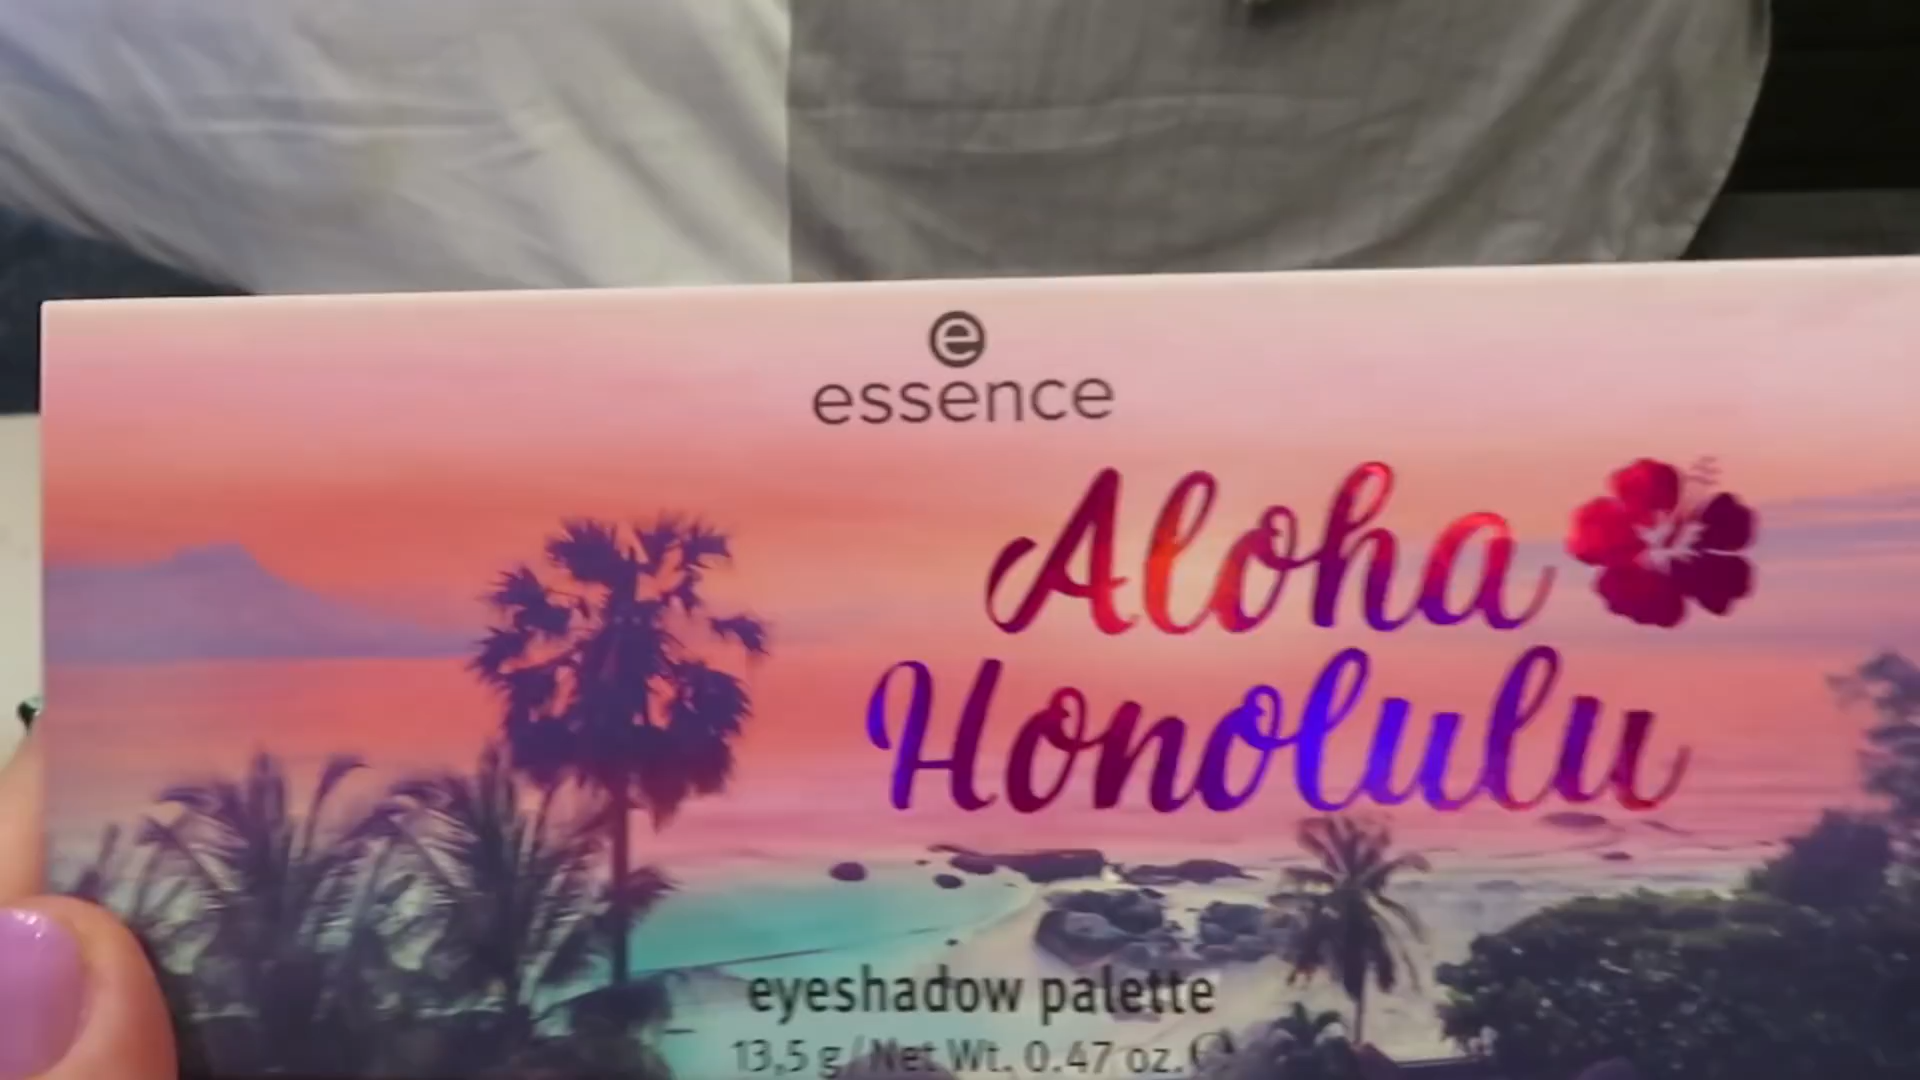 e
essence
Aloha
Honolulu
eyeshadow palette
13,5 g/Net Wt. 0.47 oz. e